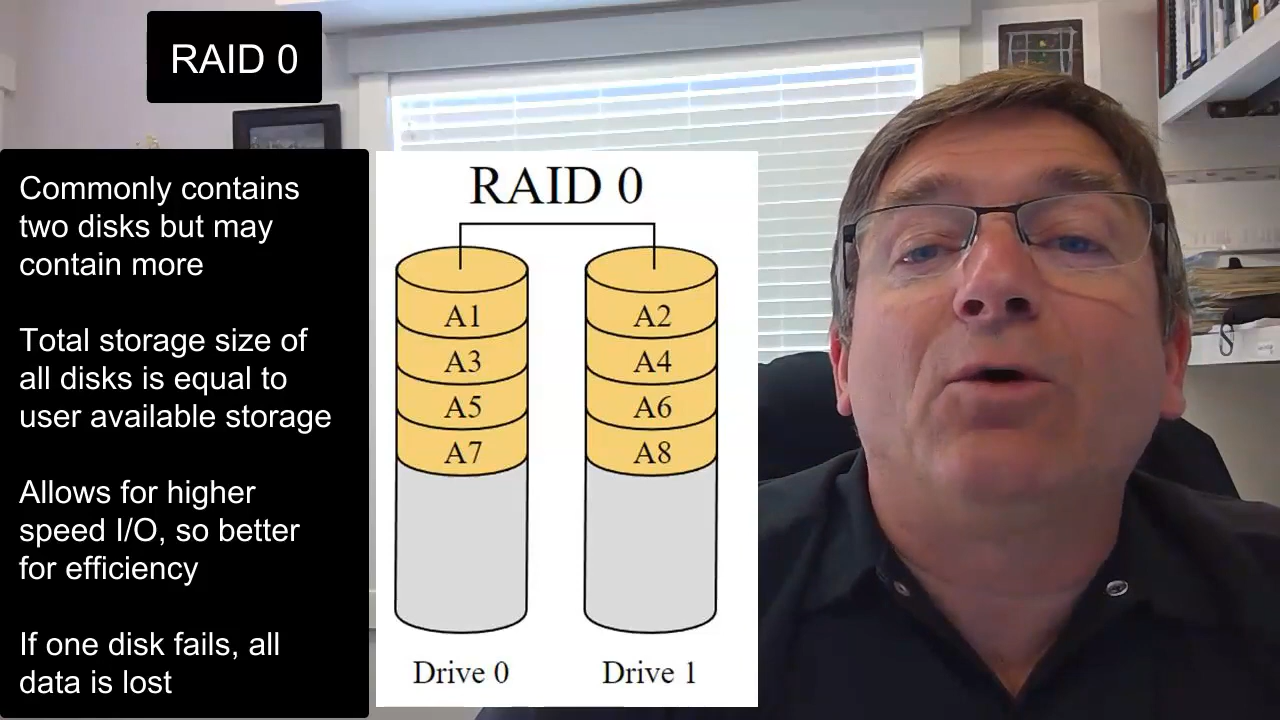 RAID 0
Commonly contains
two disks but may
contain more
Total storage size of
all disks is equal to
user available storage
Allows for higher
speed I/O, so better
for efficiency
If one disk fails, all
data is lost
RAID 0
A1
A2
A3
A4
A5
A6
A7
A8
Drive 0
Drive 1